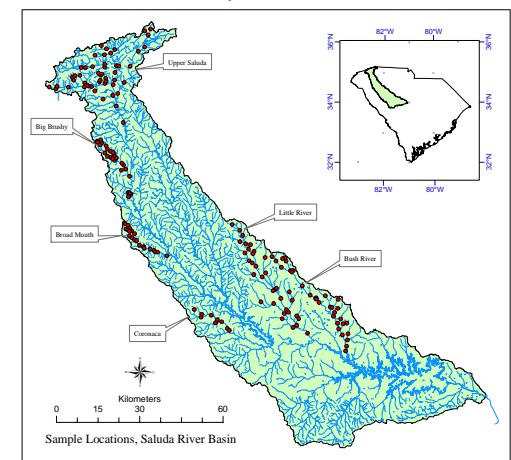 82°W 80°W
Upper Saluda
36°N 36°N
34°N 34°N
32°N 32°N
82°W 80°W
Big Brushy
Little River
Broad Mouth
Bush River
Coronaca
Kilometers
0 15 30 60
Sample Locations, Saluda River Basin